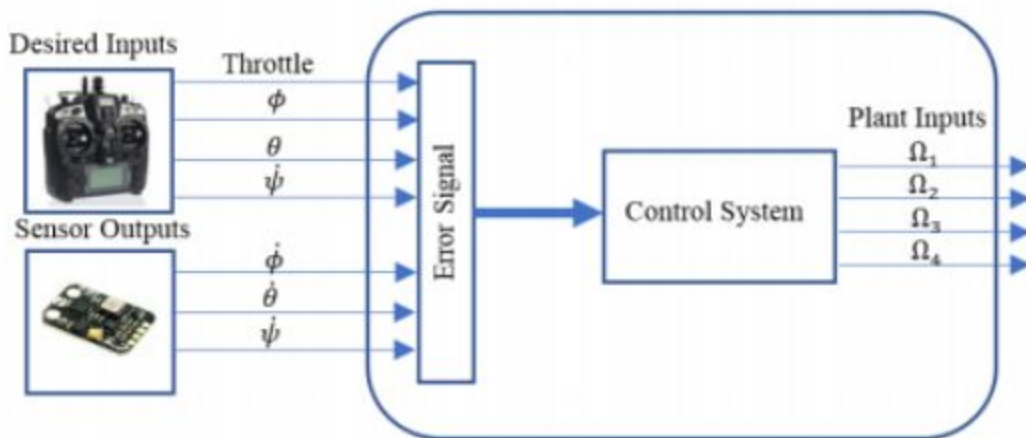 Desired Inputs
Throttle
ϕ
θ
ψ̇
Sensor Outputs
ϕ̇
θ̇
ψ̇
Error Signal
Control System
Plant Inputs
Ω₁
Ω₂
Ω₃
Ω₄